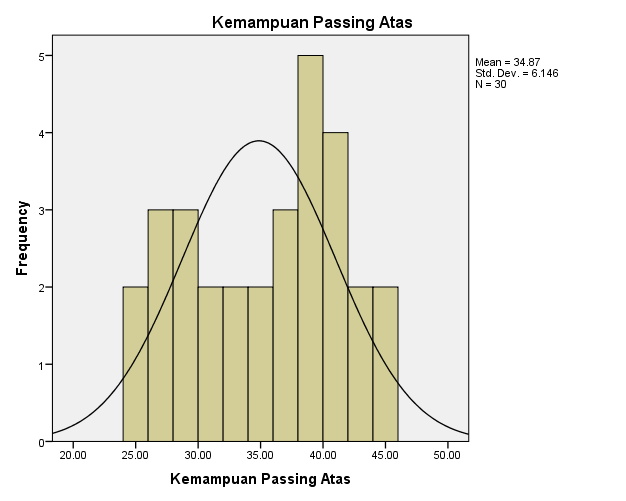 Kemampuan Passing Atas
Mean = 34.87
Std. Dev. = 6.146
N = 30
Frequency
5
4
3
2
1
0
20.00 25.00 30.00 35.00 40.00 45.00 50.00
Kemampuan Passing Atas